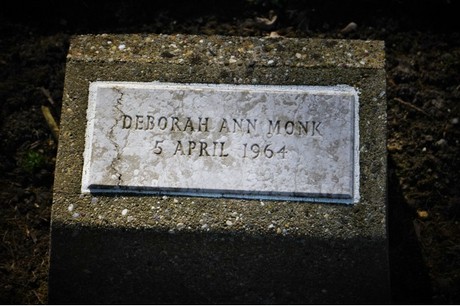 DEBORAH ANN MONK
5 APRIL 1964